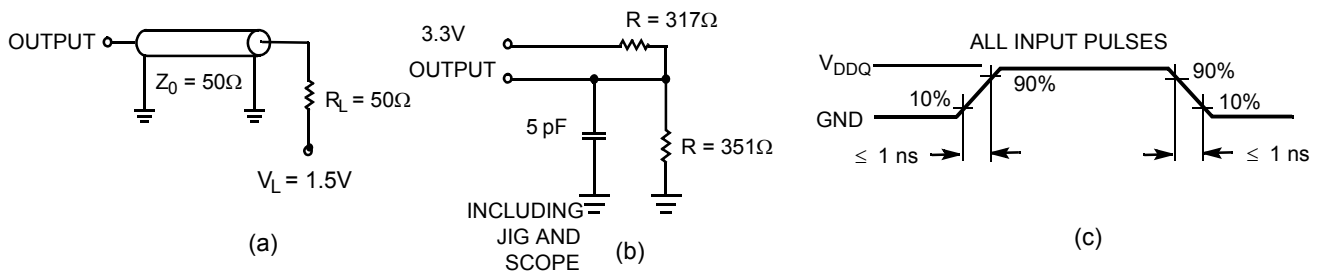 OUTPUT
Z0 = 50Ω
RL = 50Ω
VL = 1.5V
(a)
R = 317Ω
3.3V
OUTPUT
5 pF
R = 351Ω
INCLUDING
JIG AND
SCOPE
(b)
ALL INPUT PULSES
VDDQ
GND
10%
90%
90%
10%
≤ 1 ns
≤ 1 ns
(c)